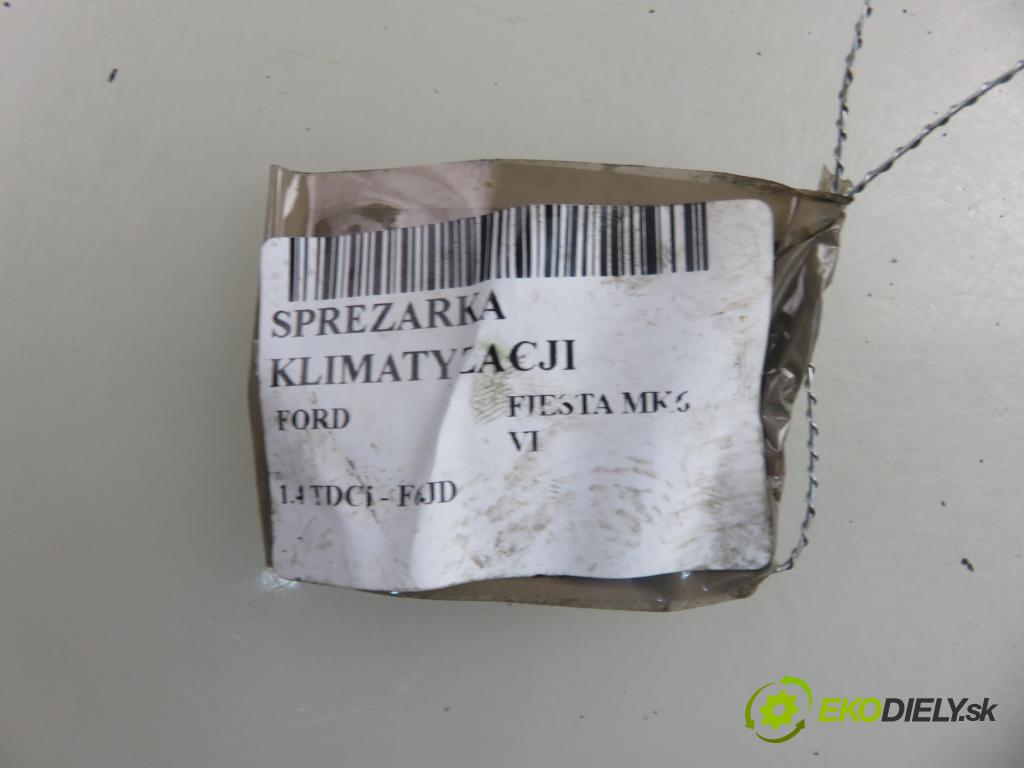 SPREZARKA
KLIMATYZACJI
FORD FIESTA MK6
VI
1.4 TDCI - F6JD
EKODIELY.sk